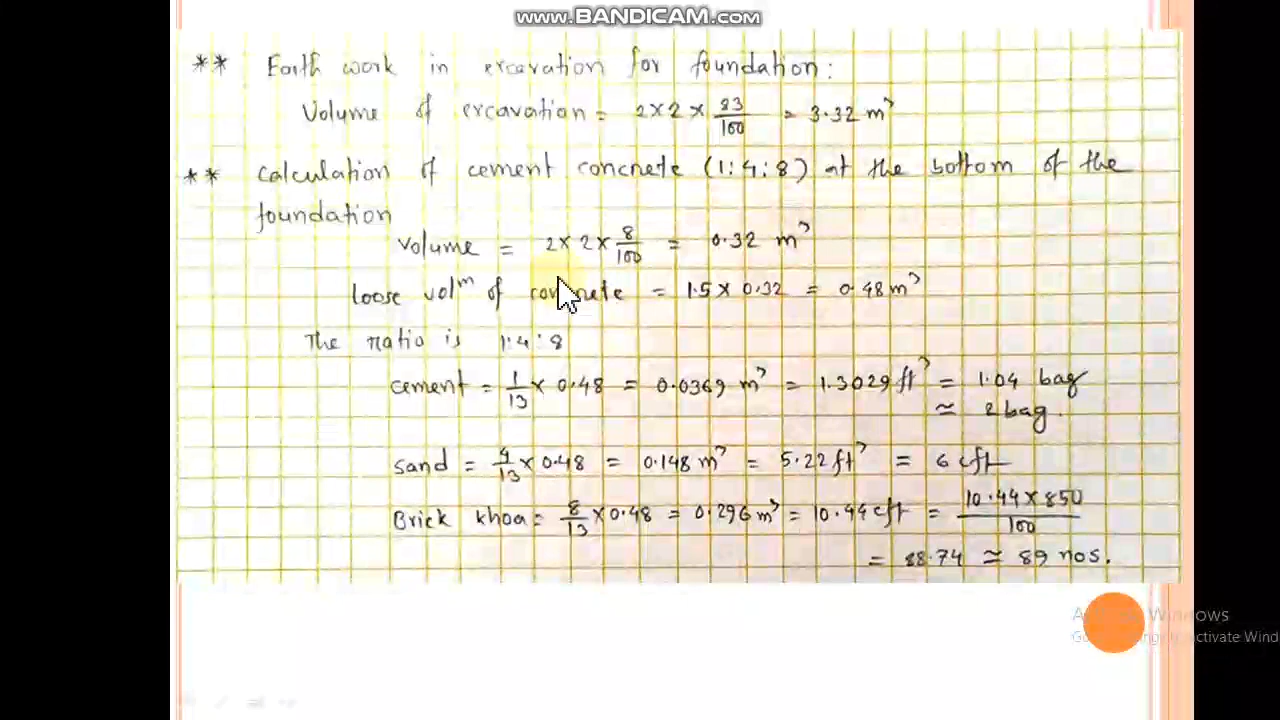 www.BANDICAM.com
** Earth work in excavation for foundation:
Volume of excavation = 2×2× 83/100 = 3.32 m³
** Calculation of cement concrete (1:4:8) at the bottom of the
foundation
volume = 2×2× 8/100 = 0.32 m³
loose volᵐ of concrete = 1.5 × 0.32 = 0.48 m³
The ratio is 1:4:8
cement = 1/13 × 0.48 = 0.0369 m³ = 1.3029 ft³ = 1.04 bag
≃ 2 bag.
sand = 4/13 × 0.48 = 0.148 m³ = 5.22 ft³ = 6 cft
Brick khoa = 8/13 × 0.48 = 0.296 m³ = 10.44 cft = 10.44×850/100
= 88.74 ≃ 89 nos.
Windows
activate Wind